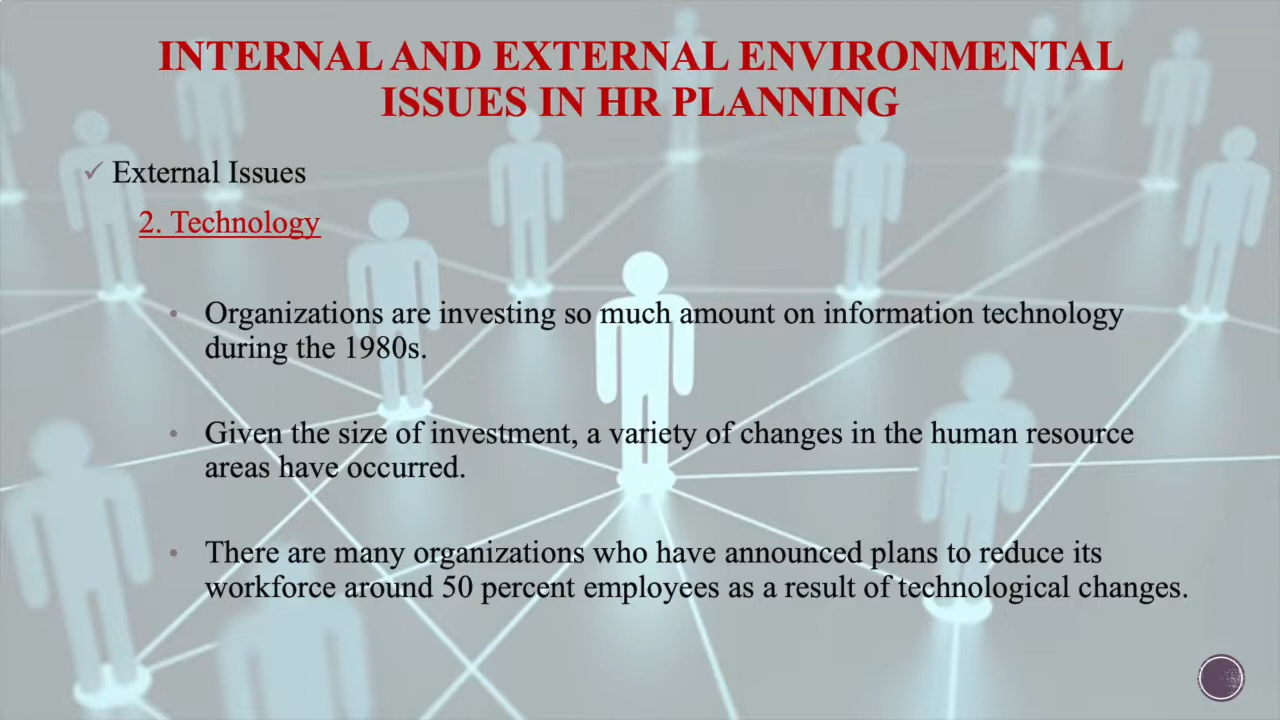 INTERNAL AND EXTERNAL ENVIRONMENTAL
ISSUES IN HR PLANNING
✓ External Issues
2. Technology
• Organizations are investing so much amount on information technology
during the 1980s.
• Given the size of investment, a variety of changes in the human resource
areas have occurred.
• There are many organizations who have announced plans to reduce its
workforce around 50 percent employees as a result of technological changes.